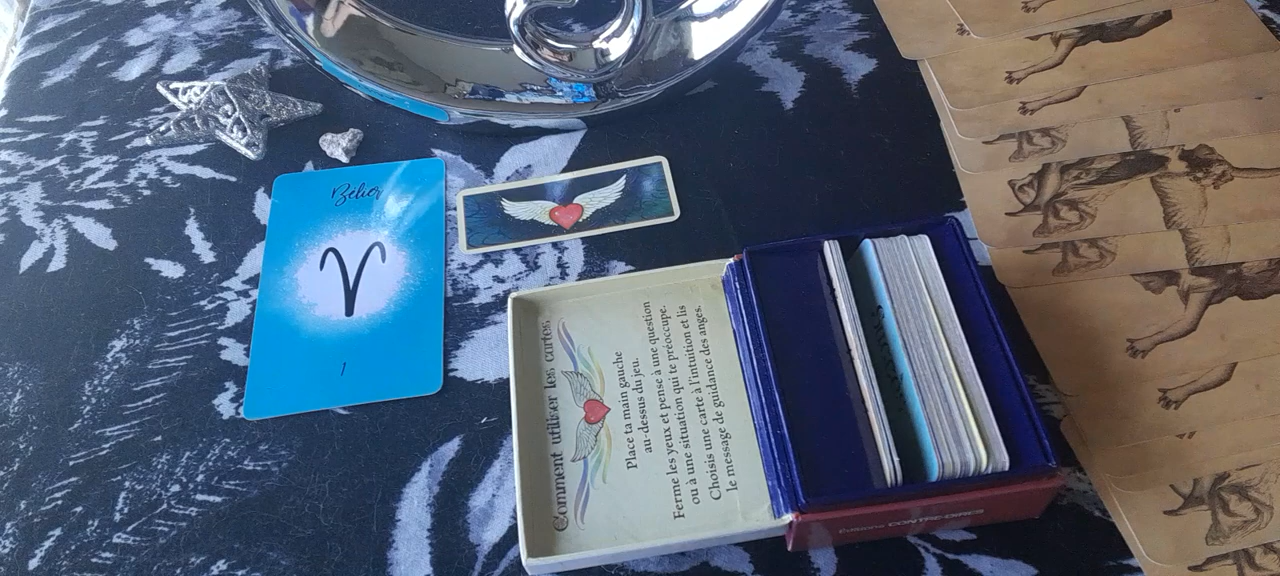 Bélier
1
Comment utiliser les cartes
Place ta main gauche
au-dessus du jeu.
Ferme les yeux et pense à une question
ou à une situation qui te préoccupe.
Choisis une carte à l'intuition et lis
le message de guidance des anges.
Éditions CONTRE-DIRES